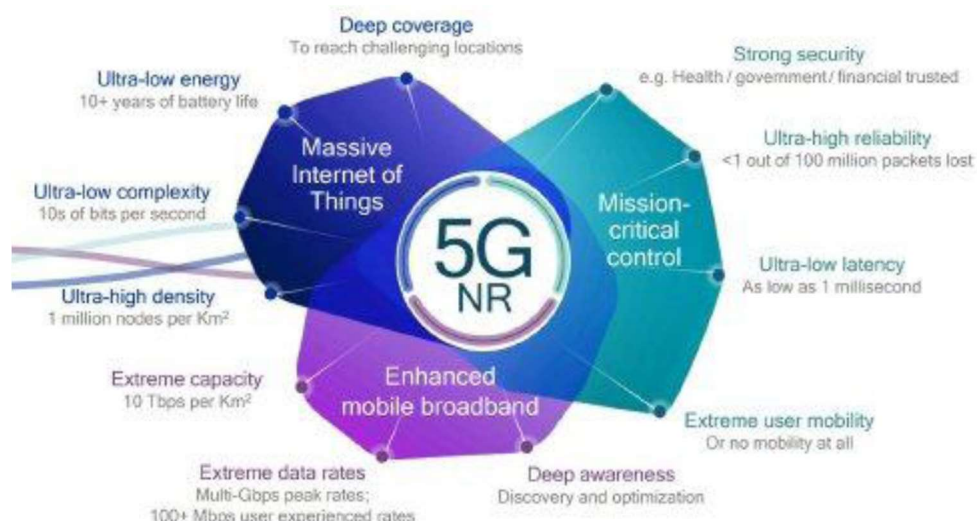 Deep coverage
To reach challenging locations
Ultra-low energy
10+ years of battery life
Ultra-low complexity
10s of bits per second
Ultra-high density
1 million nodes per Km²
Massive
Internet of
Things
Strong security
e.g. Health / government / financial trusted
Ultra-high reliability
<1 out of 100 million packets lost
Ultra-low latency
As low as 1 millisecond
Extreme user mobility
Or no mobility at all
Mission-
critical
control
5G
NR
Enhanced
mobile broadband
Extreme capacity
10 Tbps per Km²
Extreme data rates
Multi-Gbps peak rates;
100+ Mbps user experienced rates
Deep awareness
Discovery and optimization